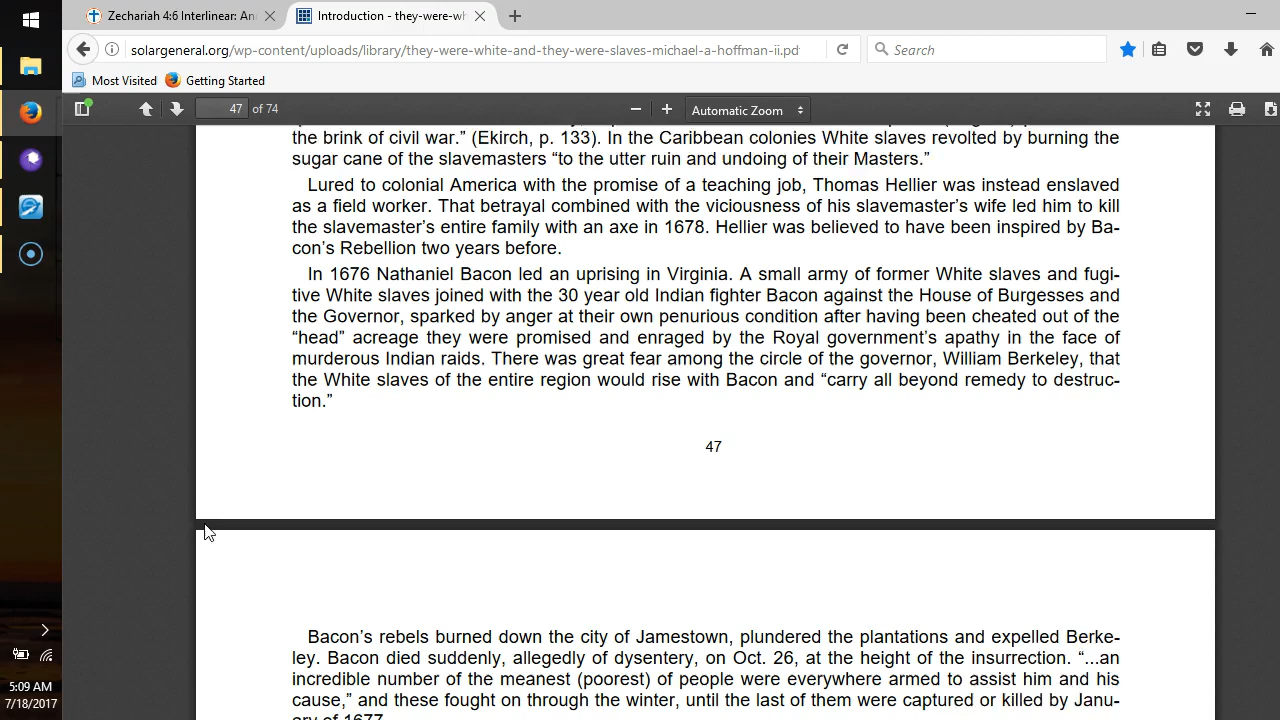 Zechariah 4:6 Interlinear: An
Introduction - they-were-wh
solargeneral.org/wp-content/uploads/library/they-were-white-and-they-were-slaves-michael-a-hoffman-ii.pdf
Search
Most Visited
Getting Started
47 of 74
Automatic Zoom
the brink of civil war.” (Ekirch, p. 133). In the Caribbean colonies White slaves revolted by burning the
sugar cane of the slavemasters “to the utter ruin and undoing of their Masters.”
Lured to colonial America with the promise of a teaching job, Thomas Hellier was instead enslaved
as a field worker. That betrayal combined with the viciousness of his slavemaster’s wife led him to kill
the slavemaster’s entire family with an axe in 1678. Hellier was believed to have been inspired by Ba-
con’s Rebellion two years before.
In 1676 Nathaniel Bacon led an uprising in Virginia. A small army of former White slaves and fugi-
tive White slaves joined with the 30 year old Indian fighter Bacon against the House of Burgesses and
the Governor, sparked by anger at their own penurious condition after having been cheated out of the
“head” acreage they were promised and enraged by the Royal government’s apathy in the face of
murderous Indian raids. There was great fear among the circle of the governor, William Berkeley, that
the White slaves of the entire region would rise with Bacon and “carry all beyond remedy to destruc-
tion.”
47
Bacon’s rebels burned down the city of Jamestown, plundered the plantations and expelled Berke-
ley. Bacon died suddenly, allegedly of dysentery, on Oct. 26, at the height of the insurrection. “...an
incredible number of the meanest (poorest) of people were everywhere armed to assist him and his
cause,” and these fought on through the winter, until the last of them were captured or killed by Janu-
ary of 1677
5:09 AM
7/18/2017